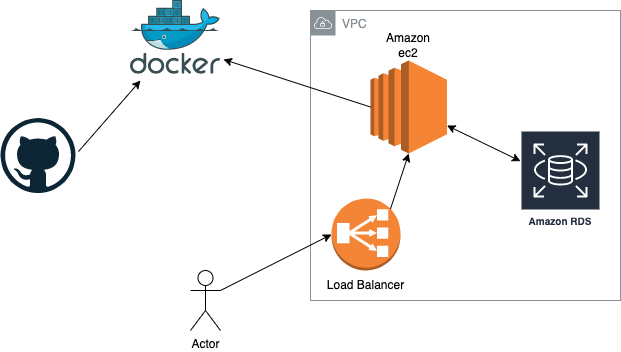 docker
VPC
Amazon
ec2
Amazon RDS
Load Balancer
Actor